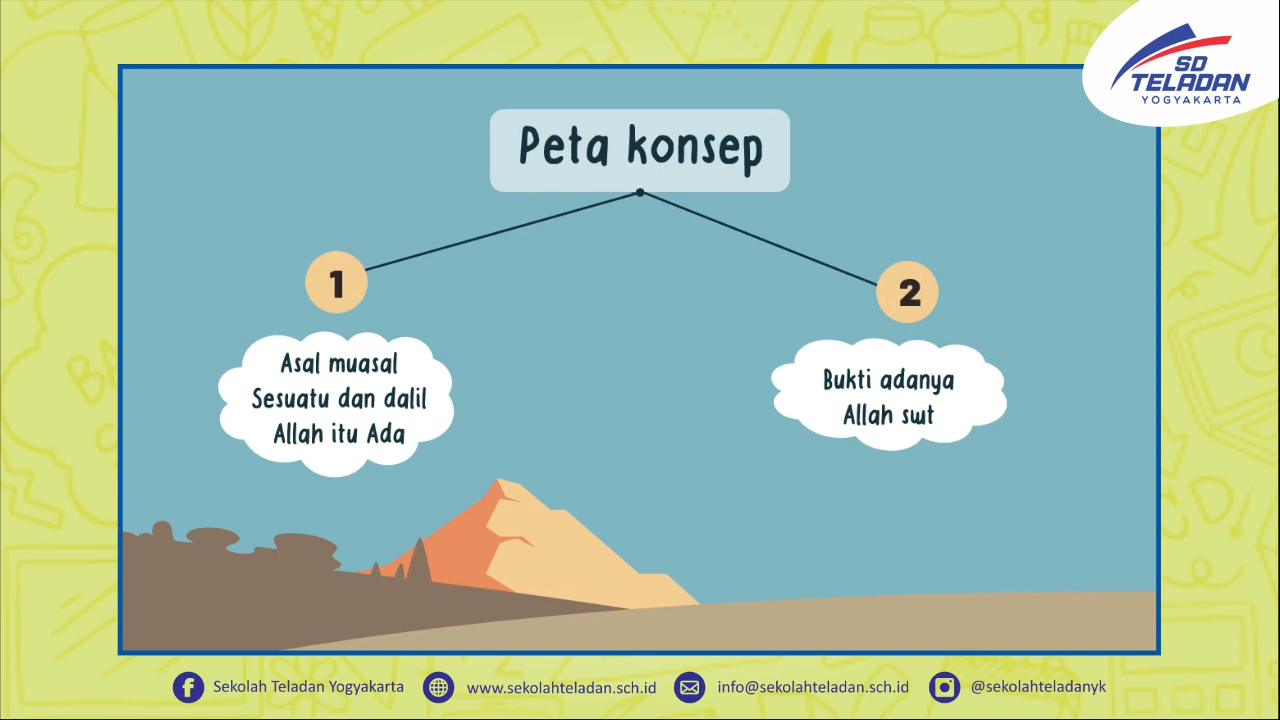 SD
TELADAN
YOGYAKARTA
Peta konsep
1
Asal muasal
Sesuatu dan dalil
Allah itu Ada
2
Bukti adanya
Allah swt
Sekolah Teladan Yogyakarta
www.sekolahteladan.sch.id
info@sekolahteladan.sch.id
@sekolahteladanyk